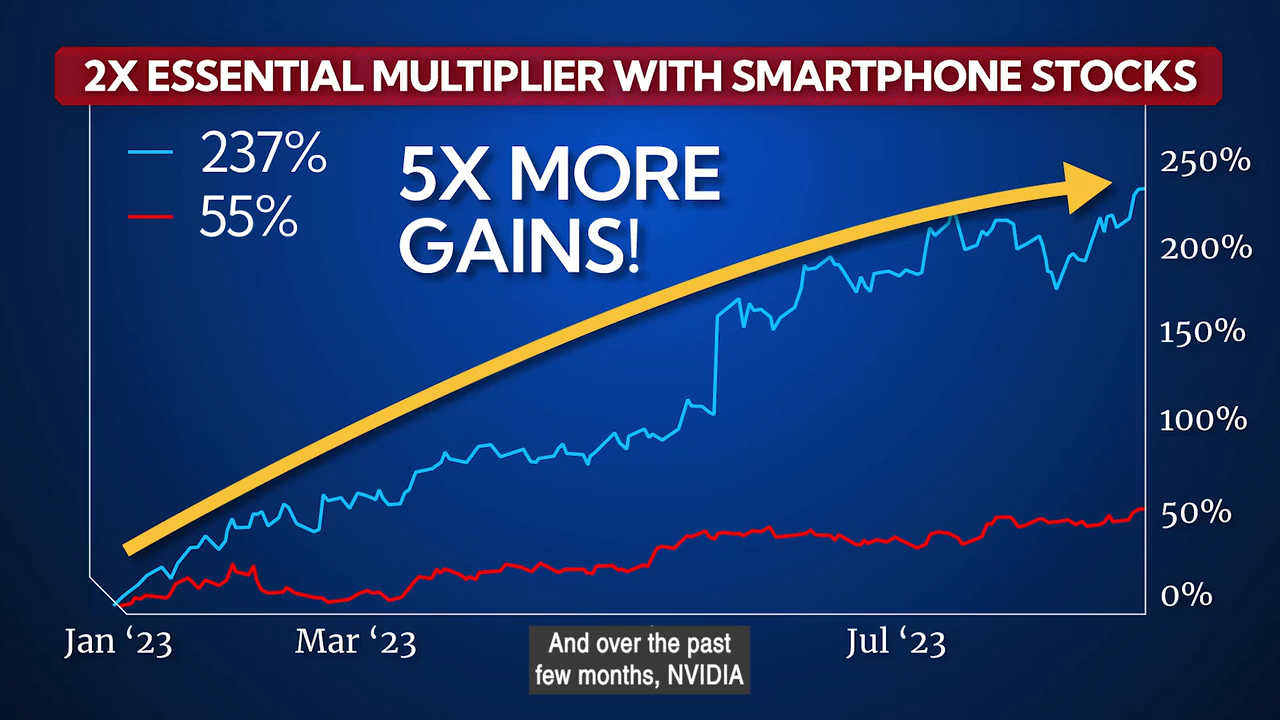 2X ESSENTIAL MULTIPLIER WITH SMARTPHONE STOCKS
237%
55%
5X MORE
GAINS!
250%
200%
150%
100%
50%
0%
Jan ‘23
Mar ‘23
Jul ‘23
And over the past
few months, NVIDIA